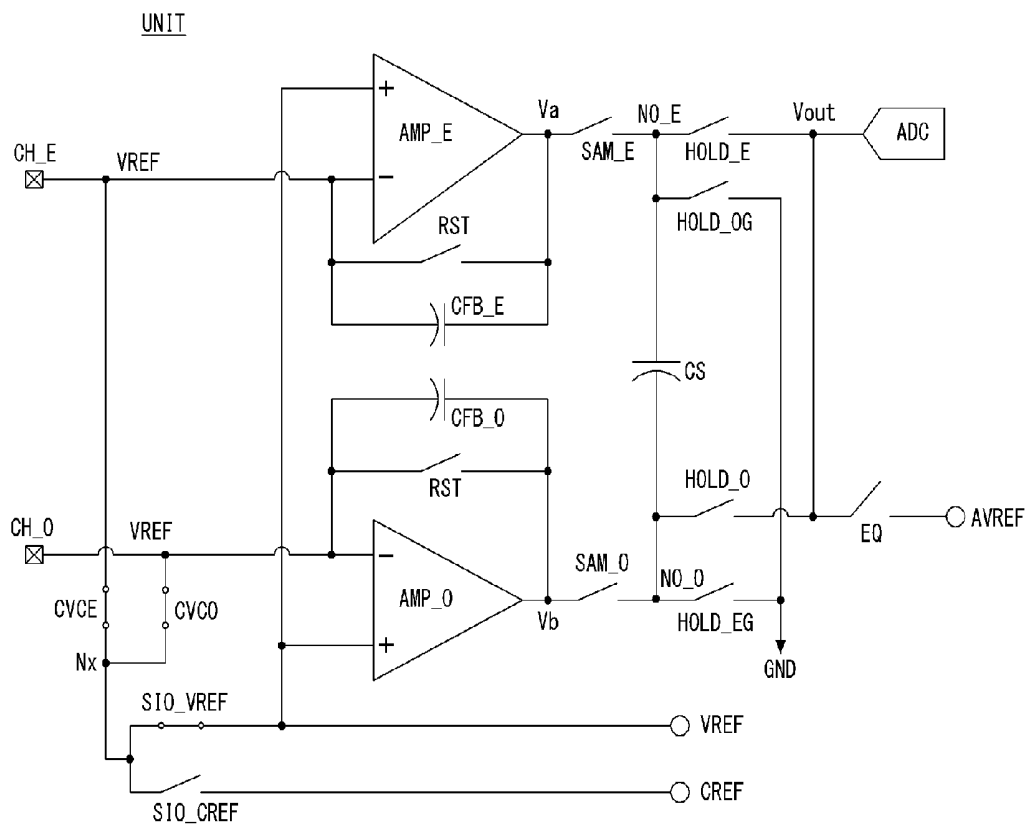 UNIT
Va
NO_E
Vout
AMP_E
SAM_E
HOLD_E
ADC
CH_E
VREF
HOLD_OG
RST
CFB_E
CS
CFB_O
RST
HOLD_O
CH_O
VREF
AVREF
EQ
SAM_O
NO_O
AMP_O
CVCE
CVCO
Vb
HOLD_EG
Nx
GND
SIO_VREF
VREF
CREF
SIO_CREF